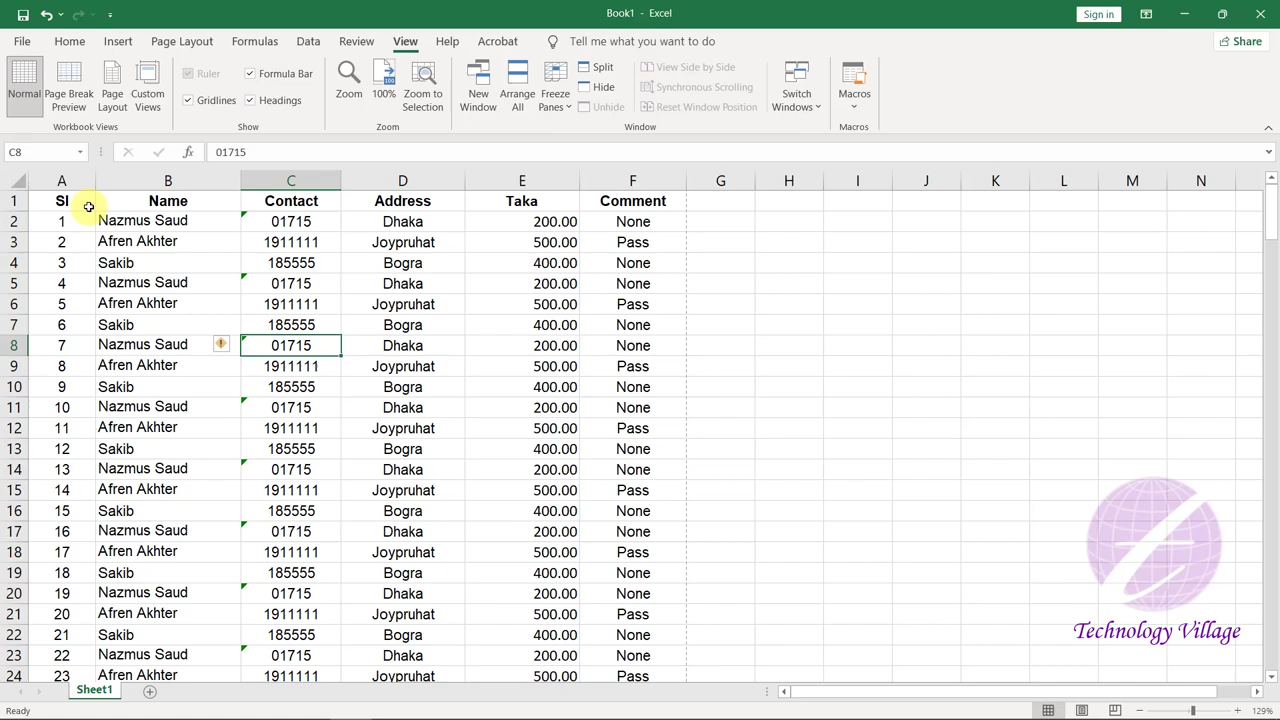 Book1 - Excel
Sign in
File Home Insert Page Layout Formulas Data Review View Help Acrobat Tell me what you want to do Share
Normal Page Break Preview Page Layout Custom Views
Workbook Views
Ruler Formula Bar
Gridlines Headings
Show
Zoom 100% Zoom to Selection
Zoom
New Window Arrange All Freeze Panes
Split
Hide
Unhide
View Side by Side
Synchronous Scrolling
Reset Window Position
Window
Switch Windows
Macros
Macros
C8 fx 01715
A B C D E F G H I J K L M N
1 Sl Name Contact Address Taka Comment
2 1 Nazmus Saud 01715 Dhaka 200.00 None
3 2 Afren Akhter 1911111 Joypruhat 500.00 Pass
4 3 Sakib 185555 Bogra 400.00 None
5 4 Nazmus Saud 01715 Dhaka 200.00 None
6 5 Afren Akhter 1911111 Joypruhat 500.00 Pass
7 6 Sakib 185555 Bogra 400.00 None
8 7 Nazmus Saud 01715 Dhaka 200.00 None
9 8 Afren Akhter 1911111 Joypruhat 500.00 Pass
10 9 Sakib 185555 Bogra 400.00 None
11 10 Nazmus Saud 01715 Dhaka 200.00 None
12 11 Afren Akhter 1911111 Joypruhat 500.00 Pass
13 12 Sakib 185555 Bogra 400.00 None
14 13 Nazmus Saud 01715 Dhaka 200.00 None
15 14 Afren Akhter 1911111 Joypruhat 500.00 Pass
16 15 Sakib 185555 Bogra 400.00 None
17 16 Nazmus Saud 01715 Dhaka 200.00 None
18 17 Afren Akhter 1911111 Joypruhat 500.00 Pass
19 18 Sakib 185555 Bogra 400.00 None
20 19 Nazmus Saud 01715 Dhaka 200.00 None
21 20 Afren Akhter 1911111 Joypruhat 500.00 Pass
22 21 Sakib 185555 Bogra 400.00 None
23 22 Nazmus Saud 01715 Dhaka 200.00 None
24 23 Afren Akhter 1911111 Joypruhat 500.00 Pass
Technology Village
Sheet1
Ready 129%